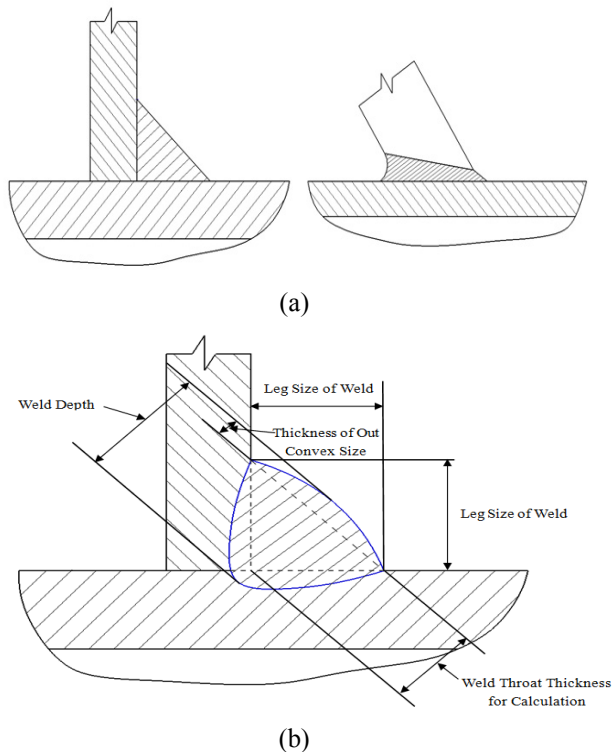 (a)
Leg Size of Weld
Weld Depth
Thickness of Out
Convex Size
Leg Size of Weld
Weld Throat Thickness
for Calculation
(b)